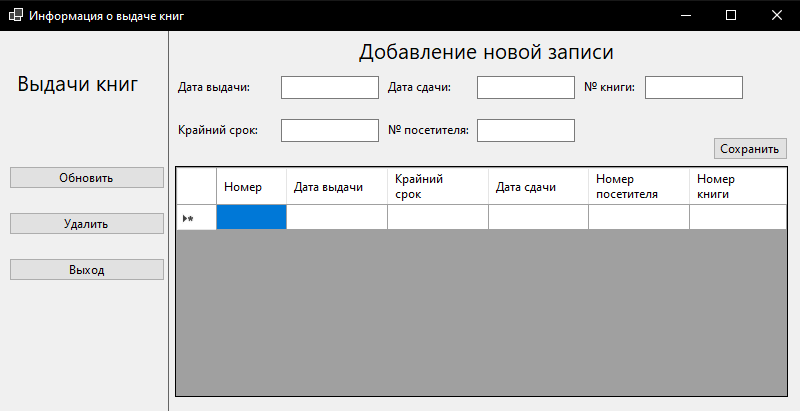 Информация о выдаче книг
Выдачи книг
Обновить
Удалить
Выход
Добавление новой записи
Дата выдачи:
Дата сдачи:
№ книги:
Крайний срок:
№ посетителя:
Сохранить
Номер
Дата выдачи
Крайний
срок
Дата сдачи
Номер
посетителя
Номер
книги